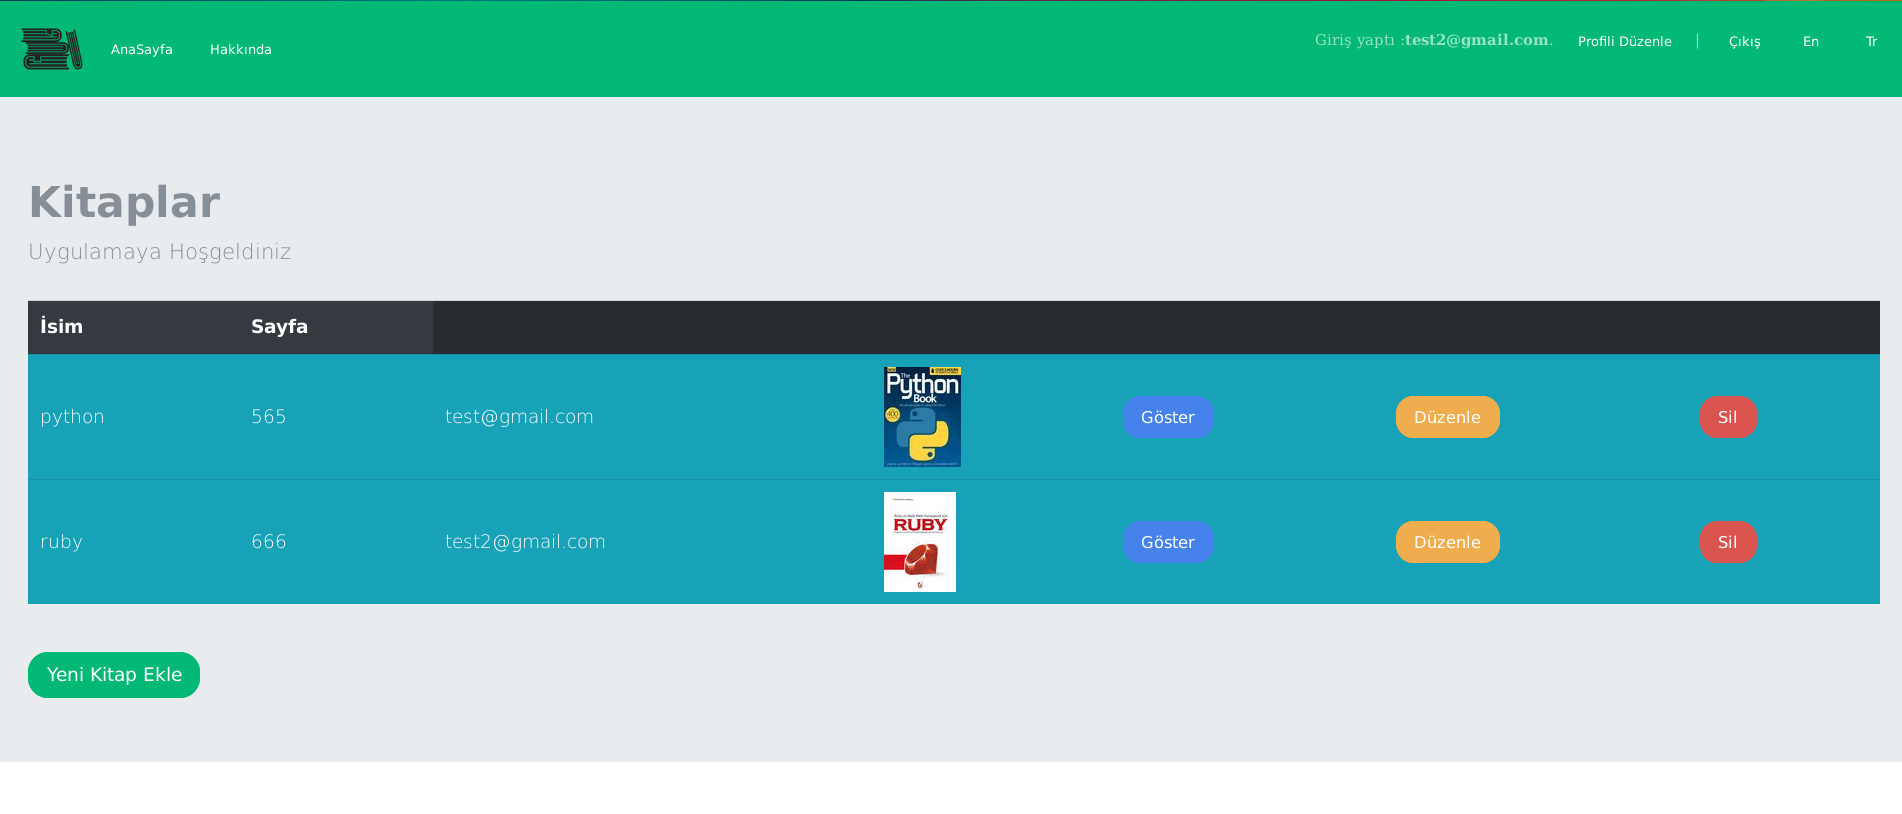 AnaSayfa Hakkında Giriş yaptı :test2@gmail.com. Profili Düzenle | Çıkış En Tr
Kitaplar
Uygulamaya Hoşgeldiniz
İsim Sayfa
The
Python
Book
400
python 565 test@gmail.com Göster Düzenle Sil
RUBY
ruby 666 test2@gmail.com Göster Düzenle Sil
Yeni Kitap Ekle